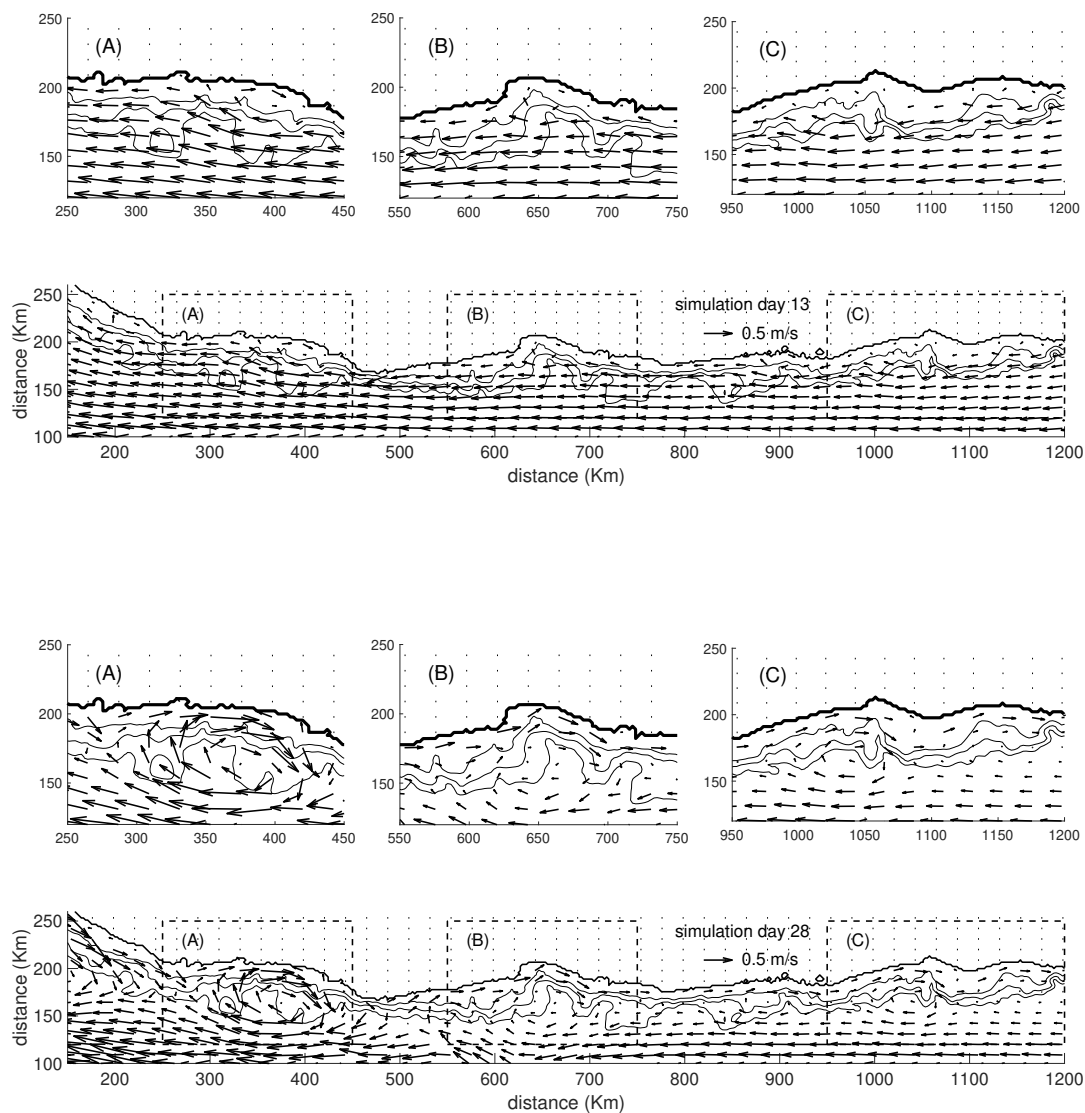 250
200
150
(A)
250 300 350 400 450
250
200
150
(B)
550 600 650 700 750
250
200
150
(C)
950 1000 1050 1100 1150 1200
distance (Km)
250
200
150
100
(A)
(B)
simulation day 13
0.5 m/s
(C)
200 300 400 500 600 700 800 900 1000 1100 1200
distance (Km)
250
200
150
(A)
250 300 350 400 450
250
200
150
(B)
550 600 650 700 750
250
200
150
(C)
950 1000 1050 1100 1150 1200
distance (Km)
250
200
150
100
(A)
(B)
simulation day 28
0.5 m/s
(C)
200 300 400 500 600 700 800 900 1000 1100 1200
distance (Km)